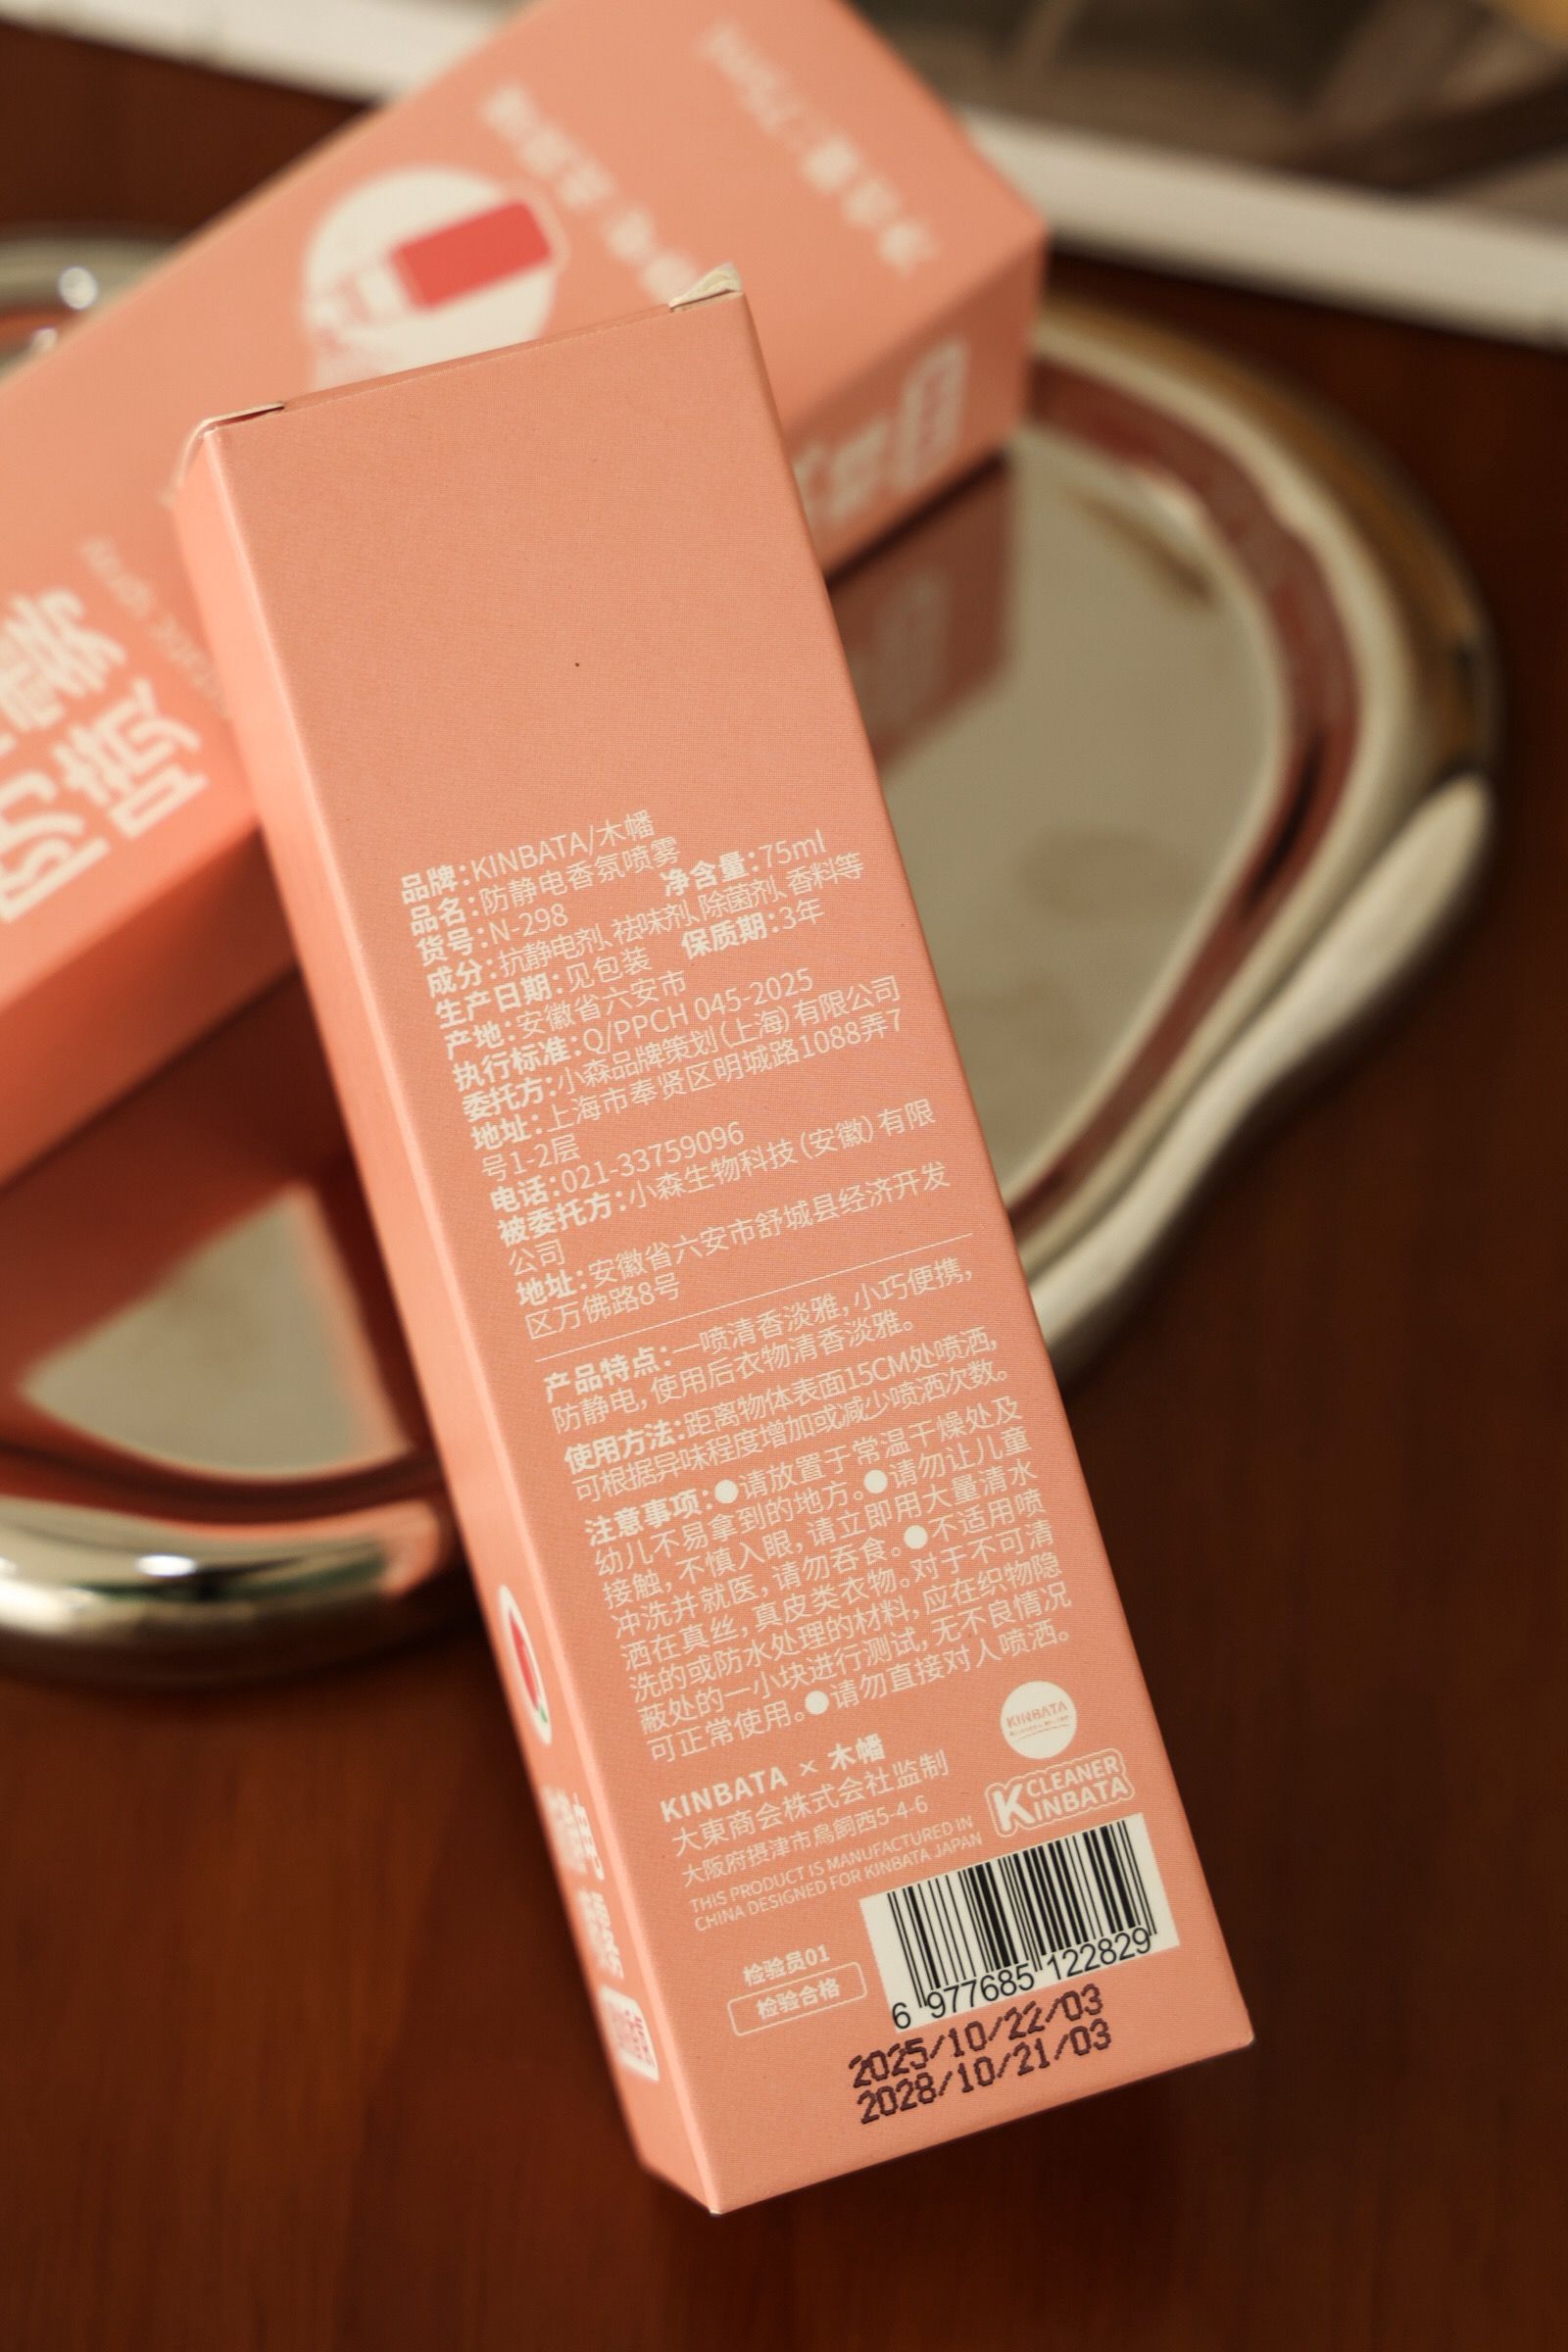 品牌：KINBATA/木幡
品名：防静电香氛喷雾
货号：N-298 净含量：75ml
成分：抗静电剂、祛味剂、除菌剂、香料等
生产日期：见包装 保质期：3年
产地：安徽省六安市
执行标准：Q/PPCH 045-2025
委托方：小森品牌策划（上海）有限公司
地址：上海市奉贤区明城路1088弄7
号1-2层
电话：021-33759096
被委托方：小森生物科技（安徽）有限
公司
地址：安徽省六安市舒城县经济开发
区万佛路8号
产品特点：一喷清香淡雅，小巧便携，
防静电，使用后衣物清香淡雅。
使用方法：距离物体表面15CM处喷洒，
可根据异味程度增加或减少喷洒次数。
注意事项：●请放置于常温干燥处及
幼儿不易拿到的地方。●请勿让儿童
接触，不慎入眼，请立即用大量清水
冲洗并就医，请勿吞食。●不适用喷
洒在真丝，真皮类衣物。对于不可清
洗的或防水处理的材料，应在织物隐
蔽处的一小块进行测试，无不良情况
可正常使用。●请勿直接对人喷洒。
KINBATA
KINBATA × 木幡
大東商会株式会社监制
大阪府摂津市鳥飼西5-4-6
THIS PRODUCT IS MANUFACTURED IN
CHINA DESIGNED FOR KINBATA JAPAN
CLEANER
KINBATA
检验员01
检验合格
6 977685 122829
2025/10/22/03
2028/10/21/03